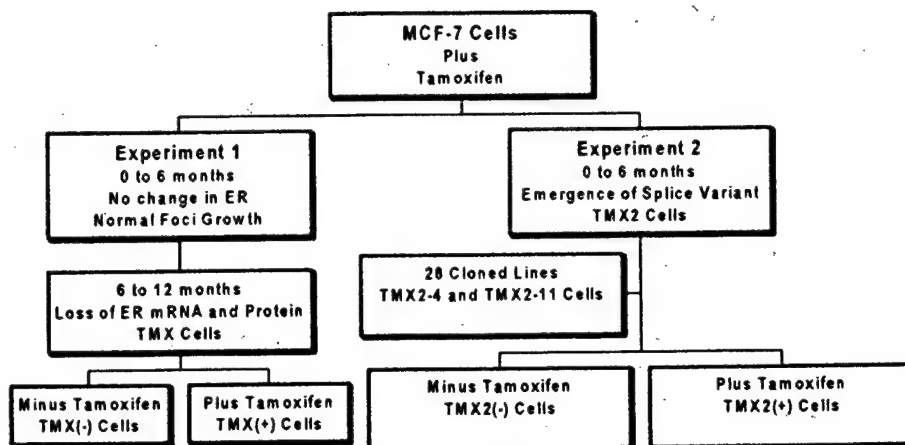 MCF-7 Cells
Plus
Tamoxifen
Experiment 1
0 to 6 months
No change in ER
Normal Foci Growth
Experiment 2
0 to 6 months
Emergence of Splice Variant
TMX2 Cells
6 to 12 months
Loss of ER mRNA and Protein
TMX Cells
28 Cloned Lines
TMX2-4 and TMX2-11 Cells
Minus Tamoxifen
TMX(-) Cells
Plus Tamoxifen
TMX(+) Cells
Minus Tamoxifen
TMX2(-) Cells
Plus Tamoxifen
TMX2(+) Cells